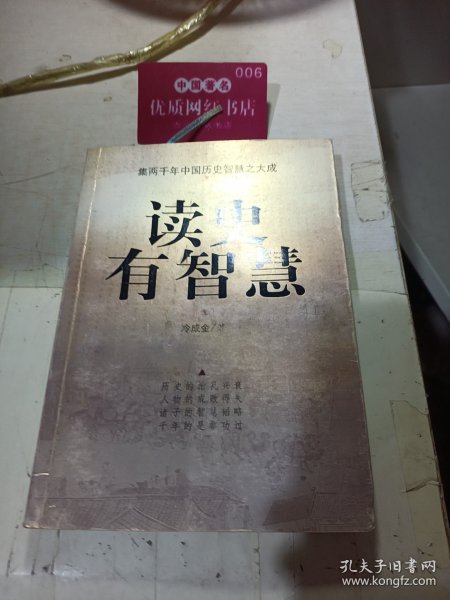 006
中国著名
优质网红书店
集两千年中国历史智慧之大成
读史
有智慧
冷成金/著
历史的治乱兴衰
人物的成败得失
诸子的智慧韬略
千年的是非功过
孔夫子旧书网
www.kongfz.com